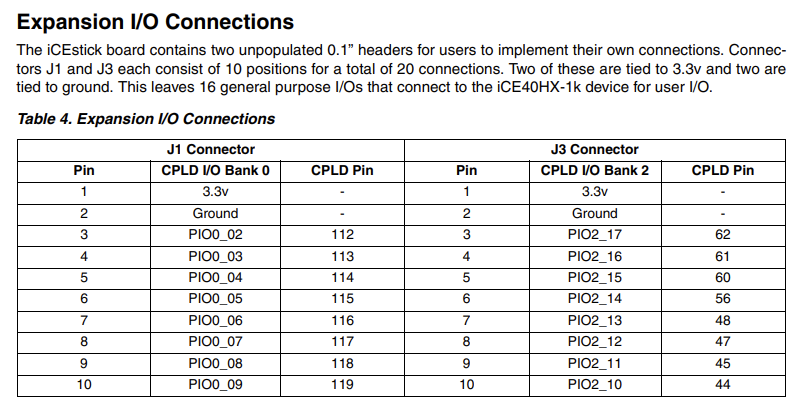 Expansion I/O Connections
The iCEstick board contains two unpopulated 0.1” headers for users to implement their own connections. Connec-
tors J1 and J3 each consist of 10 positions for a total of 20 connections. Two of these are tied to 3.3v and two are
tied to ground. This leaves 16 general purpose I/Os that connect to the iCE40HX-1k device for user I/O.
Table 4. Expansion I/O Connections
J1 Connector J3 Connector
Pin CPLD I/O Bank 0 CPLD Pin Pin CPLD I/O Bank 2 CPLD Pin
1 3.3v - 1 3.3v -
2 Ground - 2 Ground -
3 PIO0_02 112 3 PIO2_17 62
4 PIO0_03 113 4 PIO2_16 61
5 PIO0_04 114 5 PIO2_15 60
6 PIO0_05 115 6 PIO2_14 56
7 PIO0_06 116 7 PIO2_13 48
8 PIO0_07 117 8 PIO2_12 47
9 PIO0_08 118 9 PIO2_11 45
10 PIO0_09 119 10 PIO2_10 44